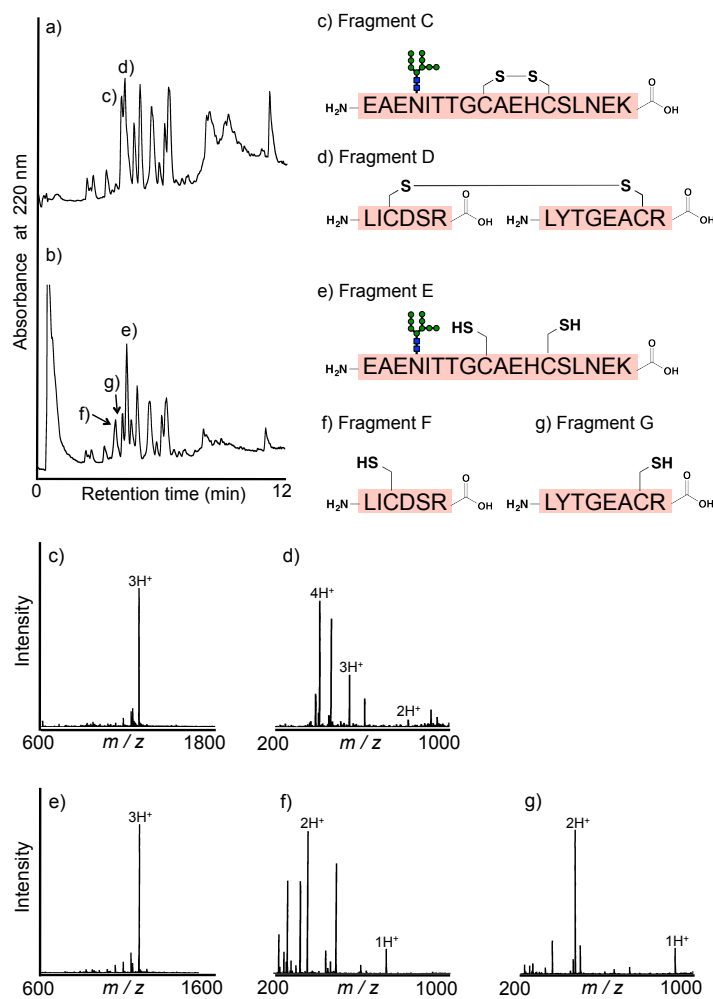 a)
d)
c)
Absorbance at 220 nm
b)
e)
g)
f)
0 Retention time (min) 12
c) Fragment C
S S
H₂N EAENITTGCAEHCSLNEK O OH
d) Fragment D
S S
H₂N LICDSR O OH H₂N LYTGEACR O OH
e) Fragment E
HS SH
H₂N EAENITTGCAEHCSLNEK O OH
f) Fragment F g) Fragment G
HS SH
H₂N LICDSR O OH H₂N LYTGEACR O OH
c) d)
3H⁺ 4H⁺
3H⁺
2H⁺
Intensity
600 m / z 1800 200 m / z 1000
e) f) g)
3H⁺ 2H⁺ 2H⁺
1H⁺ 1H⁺
Intensity
600 m / z 1600 200 m / z 1000 200 m / z 1000